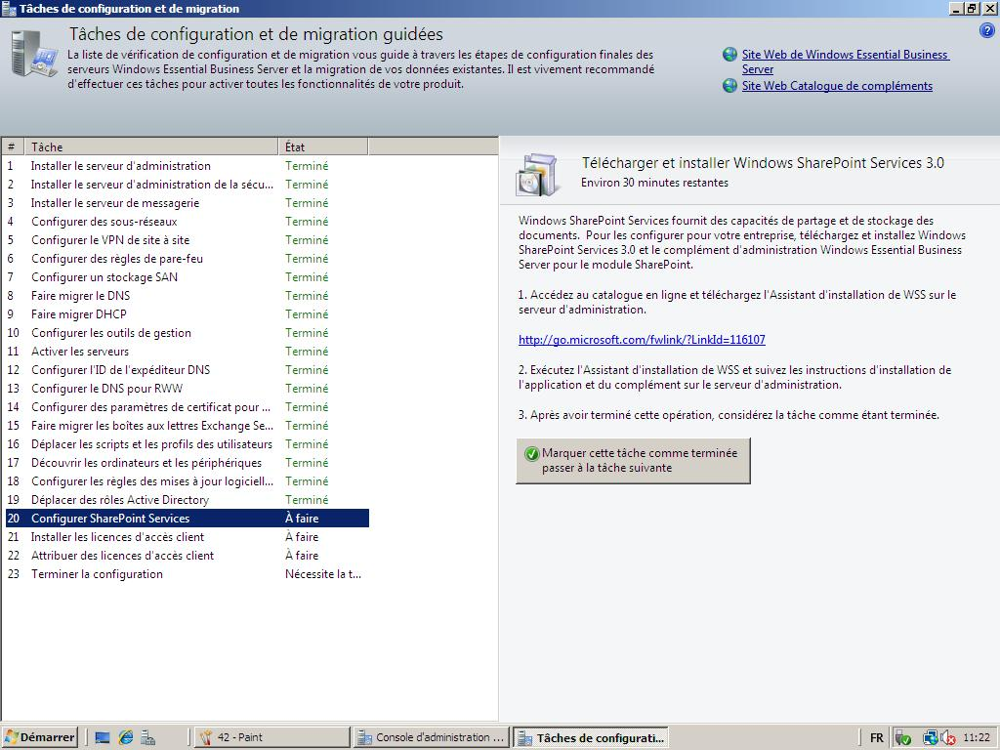 Tâches de configuration et de migration
Tâches de configuration et de migration guidées
La liste de vérification de configuration et de migration vous guide à travers les étapes de configuration finales des
serveurs Windows Essential Business Server et la migration de vos données existantes. Il est vivement recommandé
d'effectuer ces tâches pour activer toutes les fonctionnalités de votre produit.
Site Web de Windows Essential Business
Server
Site Web Catalogue de compléments
# Tâche État
1 Installer le serveur d'administration Terminé
2 Installer le serveur d'administration de la sécu... Terminé
3 Installer le serveur de messagerie Terminé
4 Configurer des sous-réseaux Terminé
5 Configurer le VPN de site à site Terminé
6 Configurer des règles de pare-feu Terminé
7 Configurer un stockage SAN Terminé
8 Faire migrer le DNS Terminé
9 Faire migrer DHCP Terminé
10 Configurer les outils de gestion Terminé
11 Activer les serveurs Terminé
12 Configurer l'ID de l'expéditeur DNS Terminé
13 Configurer le DNS pour RWW Terminé
14 Configurer des paramètres de certificat pour ... Terminé
15 Faire migrer les boîtes aux lettres Exchange Se... Terminé
16 Déplacer les scripts et les profils des utilisateurs Terminé
17 Découvrir les ordinateurs et les périphériques Terminé
18 Configurer les règles des mises à jour logiciell... Terminé
19 Déplacer des rôles Active Directory Terminé
20 Configurer SharePoint Services À faire
21 Installer les licences d'accès client À faire
22 Attribuer des licences d'accès client À faire
23 Terminer la configuration Nécessite la t...
Télécharger et installer Windows SharePoint Services 3.0
Environ 30 minutes restantes
Windows SharePoint Services fournit des capacités de partage et de stockage des
documents. Pour les configurer pour votre entreprise, téléchargez et installez Windows
SharePoint Services 3.0 et le complément d'administration Windows Essential Business
Server pour le module SharePoint.
1. Accédez au catalogue en ligne et téléchargez l'Assistant d'installation de WSS sur le
serveur d'administration.
http://go.microsoft.com/fwlink/?LinkId=116107
2. Exécutez l'Assistant d'installation de WSS et suivez les instructions d'installation de
l'application et du complément sur le serveur d'administration.
3. Après avoir terminé cette opération, considérez la tâche comme étant terminée.
Marquer cette tâche comme terminée
passer à la tâche suivante
Démarrer
42 - Paint
Console d'administration ...
Tâches de configurati...
FR
11:22